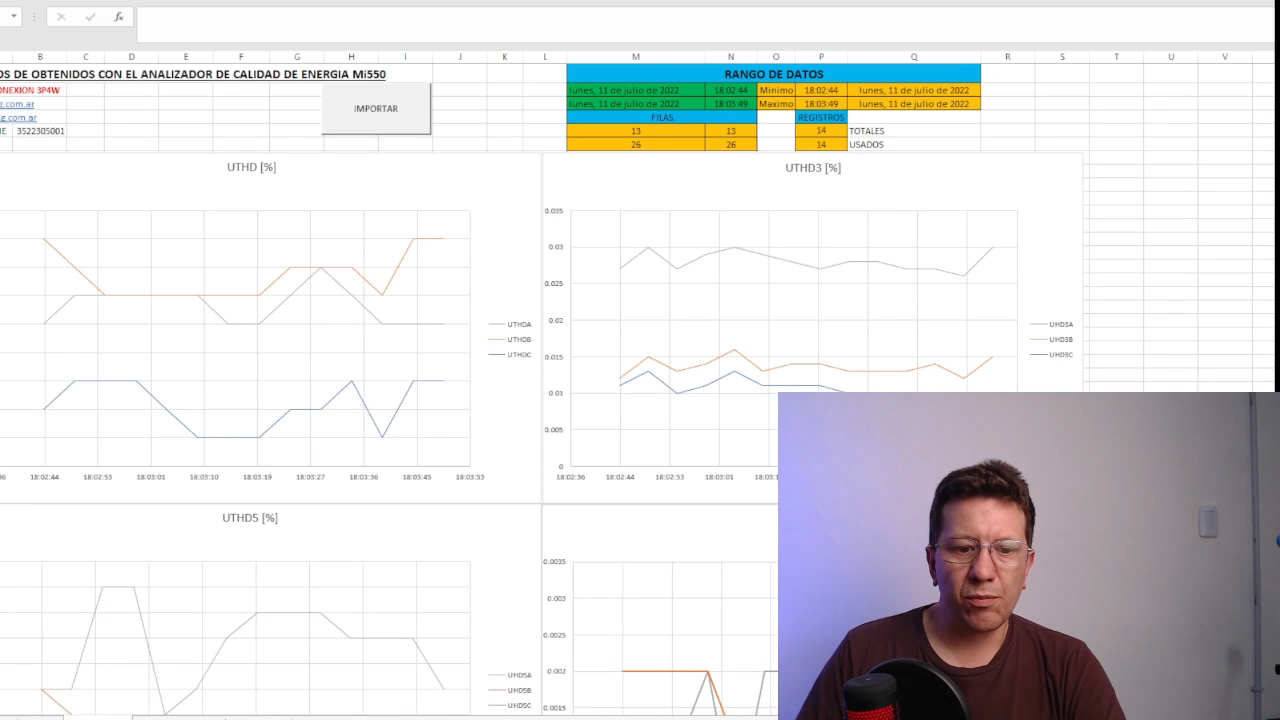 fx
B C D E F G H I J K L M N O P Q R S T U V
OS DE OBTENIDOS CON EL ANALIZADOR DE CALIDAD DE ENERGIA Mi550
ONEXION 3P4W
g.com.ar
g.com.ar
E 3522305001
IMPORTAR
RANGO DE DATOS
lunes, 11 de julio de 2022 18:02:44 Minimo 18:02:44 lunes, 11 de julio de 2022
lunes, 11 de julio de 2022 18:03:49 Maximo 18:03:49 lunes, 11 de julio de 2022
FILAS REGISTROS
13 13 14 TOTALES
26 26 14 USADOS
UTHD [%]
UTHDA
UTHDB
UTHDC
36 18:02:44 18:02:53 18:03:01 18:03:10 18:03:19 18:03:27 18:03:36 18:03:45 18:03:53
UTHD3 [%]
0.035
0.03
0.025
0.02
0.015
0.01
0.005
0
UHD3A
UHD3B
UHD3C
18:02:36 18:02:44 18:02:53 18:03:01 18:03:1
UTHD5 [%]
UHD5A
UHD5B
UHD5C
0.0035
0.003
0.0025
0.002
0.0015